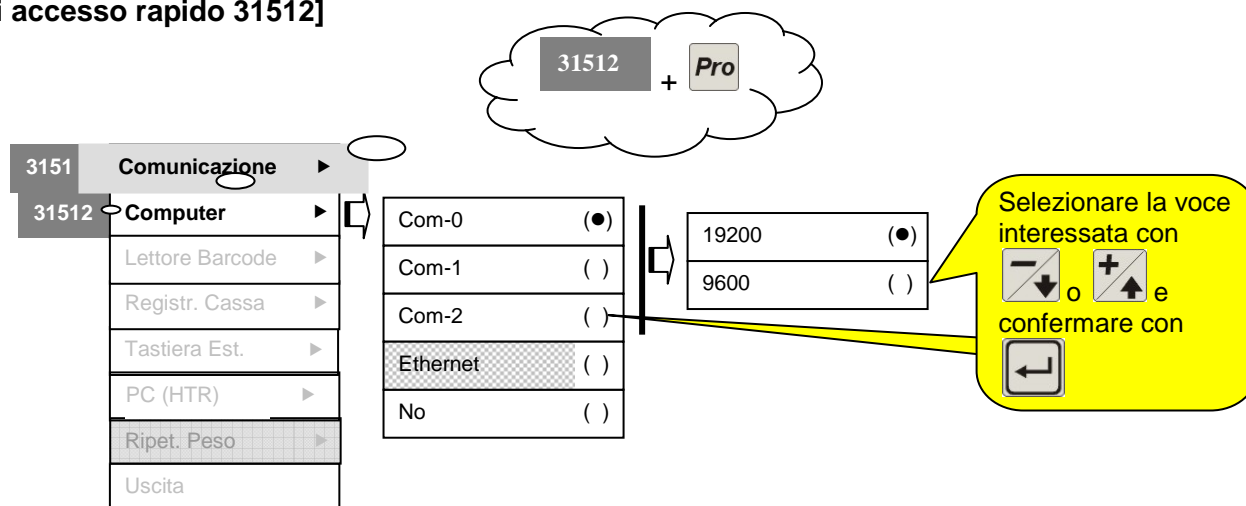 i accesso rapido 31512]
31512 + Pro
3151 Comunicazione ▶
31512 Computer ▶
Lettore Barcode ▶
Registr. Cassa ▶
Tastiera Est. ▶
PC (HTR) ▶
Ripet. Peso ▶
Uscita
Com-0 (●)
Com-1 ( )
Com-2 ( )
Ethernet ( )
No ( )
19200 (●)
9600 ( )
Selezionare la voce
interessata con
o e
confermare con